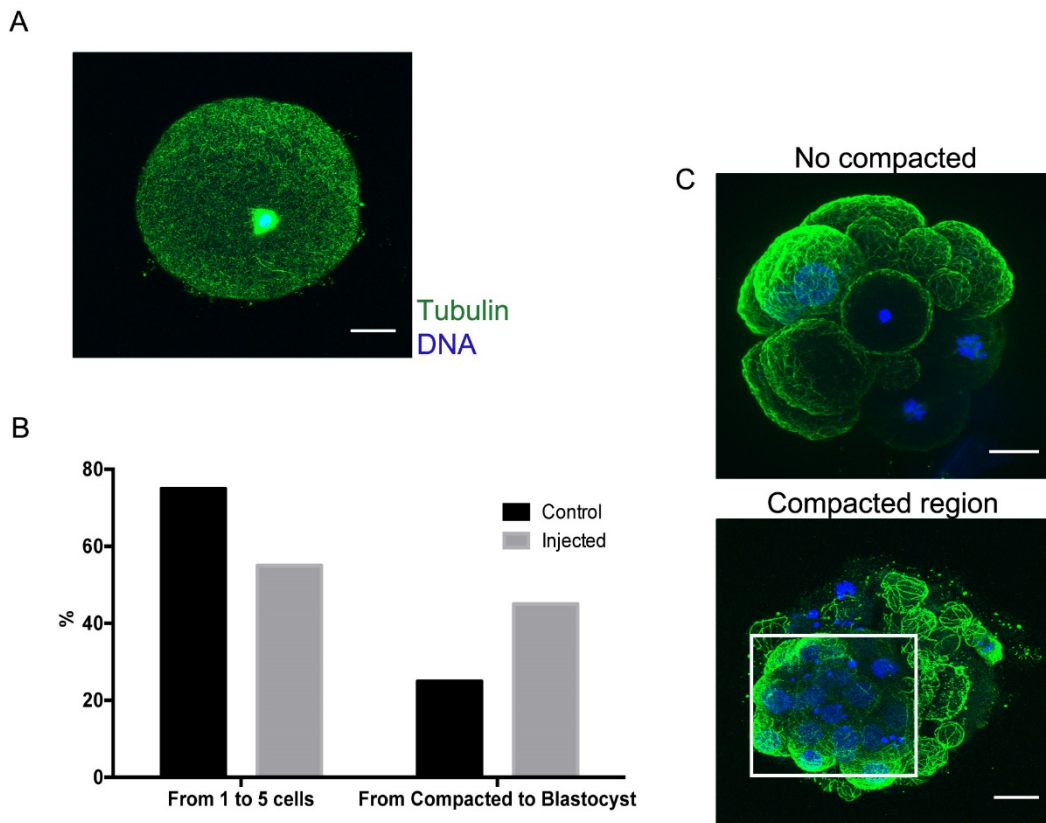 A
Tubulin
DNA
B
80
60
40
20
0
%
Control
Injected
From 1 to 5 cells
From Compacted to Blastocyst
C
No compacted
Compacted region